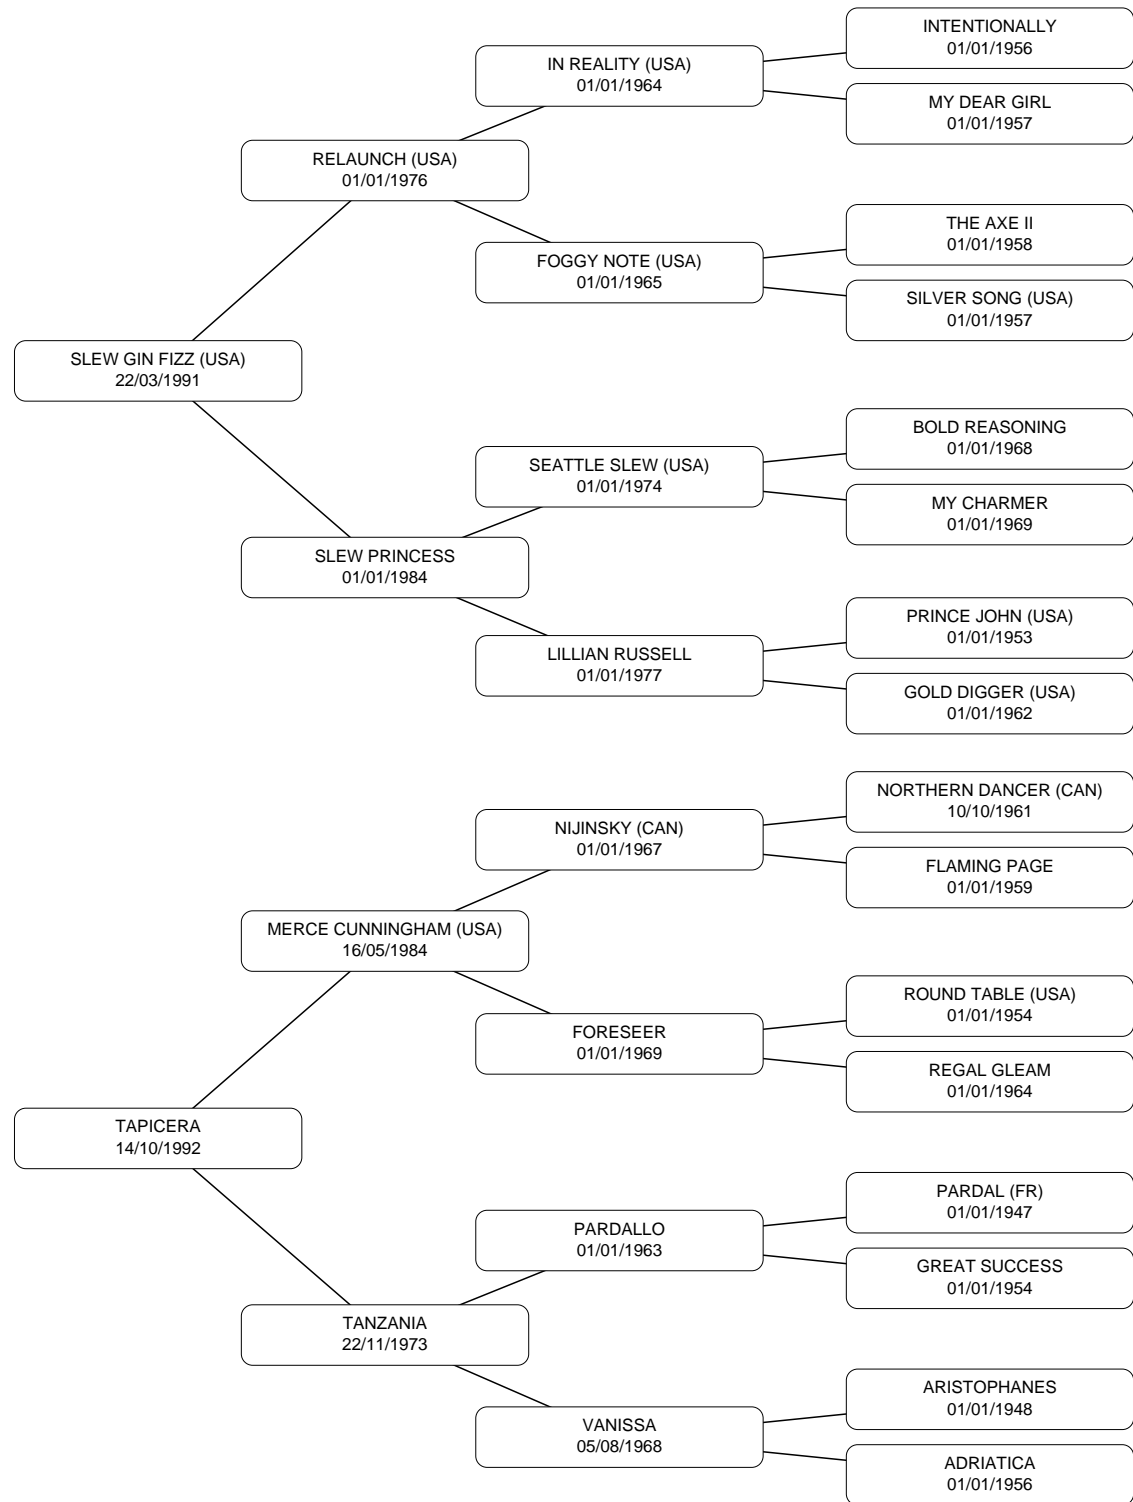 INTENTIONALLY
01/01/1956
IN REALITY (USA)
01/01/1964
MY DEAR GIRL
01/01/1957
RELAUNCH (USA)
01/01/1976
THE AXE II
01/01/1958
FOGGY NOTE (USA)
01/01/1965
SILVER SONG (USA)
01/01/1957
SLEW GIN FIZZ (USA)
22/03/1991
BOLD REASONING
01/01/1968
SEATTLE SLEW (USA)
01/01/1974
MY CHARMER
01/01/1969
SLEW PRINCESS
01/01/1984
PRINCE JOHN (USA)
01/01/1953
LILLIAN RUSSELL
01/01/1977
GOLD DIGGER (USA)
01/01/1962
NORTHERN DANCER (CAN)
10/10/1961
NIJINSKY (CAN)
01/01/1967
FLAMING PAGE
01/01/1959
MERCE CUNNINGHAM (USA)
16/05/1984
ROUND TABLE (USA)
01/01/1954
FORESEER
01/01/1969
REGAL GLEAM
01/01/1964
TAPICERA
14/10/1992
PARDAL (FR)
01/01/1947
PARDALLO
01/01/1963
GREAT SUCCESS
01/01/1954
TANZANIA
22/11/1973
ARISTOPHANES
01/01/1948
VANISSA
05/08/1968
ADRIATICA
01/01/1956